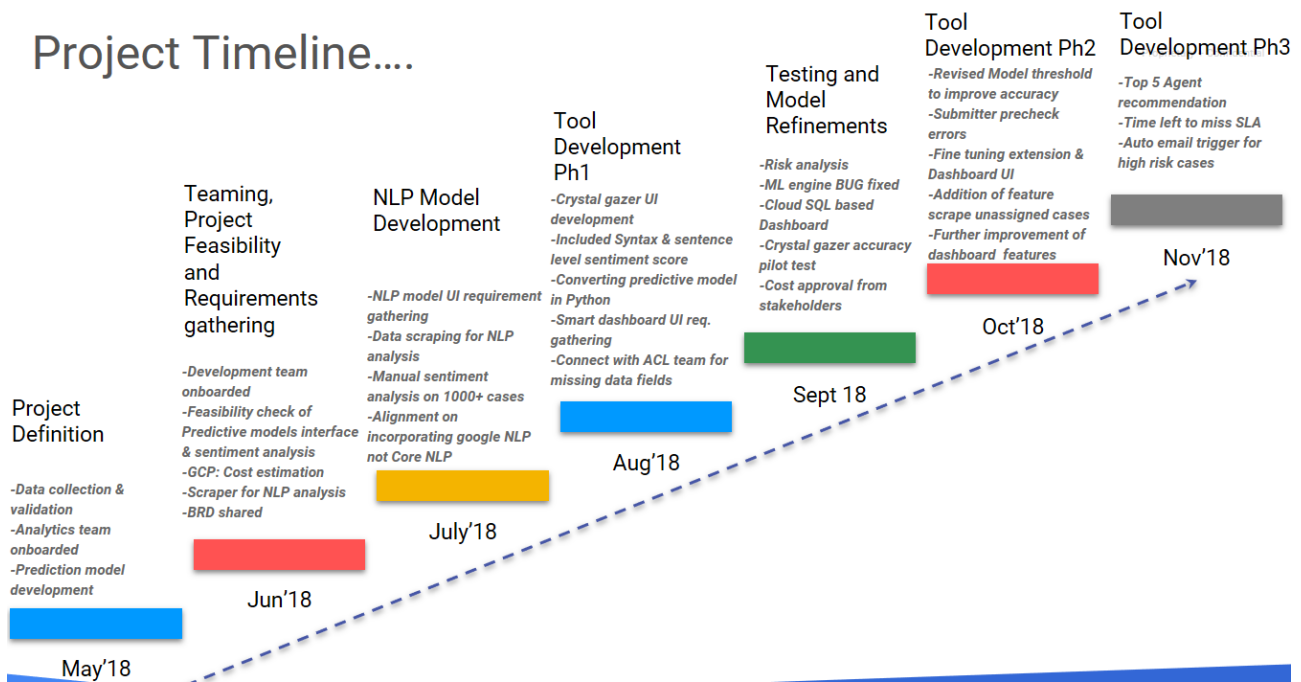 Project Timeline....
Project
Definition
-Data collection &
validation
-Analytics team
onboarded
-Prediction model
development
May'18
Teaming,
Project
Feasibility
and
Requirements
gathering
-Development team
onboarded
-Feasibility check of
Predictive models interface
& sentiment analysis
-GCP: Cost estimation
-Scraper for NLP analysis
-BRD shared
Jun'18
NLP Model
Development
-NLP model UI requirement
gathering
-Data scraping for NLP
analysis
-Manual sentiment
analysis on 1000+ cases
-Alignment on
incorporating google NLP
not Core NLP
July'18
Tool
Development
Ph1
-Crystal gazer UI
development
-Included Syntax & sentence
level sentiment score
-Converting predictive model
in Python
-Smart dashboard UI req.
gathering
-Connect with ACL team for
missing data fields
Aug'18
Testing and
Model
Refinements
-Risk analysis
-ML engine BUG fixed
-Cloud SQL based
Dashboard
-Crystal gazer accuracy
pilot test
-Cost approval from
stakeholders
Sept 18
Tool
Development Ph2
-Revised Model threshold
to improve accuracy
-Submitter precheck
errors
-Fine tuning extension &
Dashboard UI
-Addition of feature
scrape unassigned cases
-Further improvement of
dashboard features
Oct'18
Tool
Development Ph3
-Top 5 Agent
recommendation
-Time left to miss SLA
-Auto email trigger for
high risk cases
Nov'18